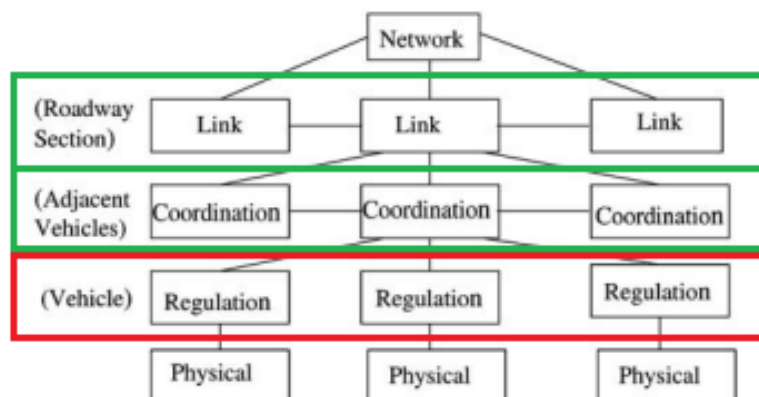 Network
(Roadway
Section)
Link
Link
Link
(Adjacent
Vehicles)
Coordination
Coordination
Coordination
(Vehicle)
Regulation
Regulation
Regulation
Physical
Physical
Physical